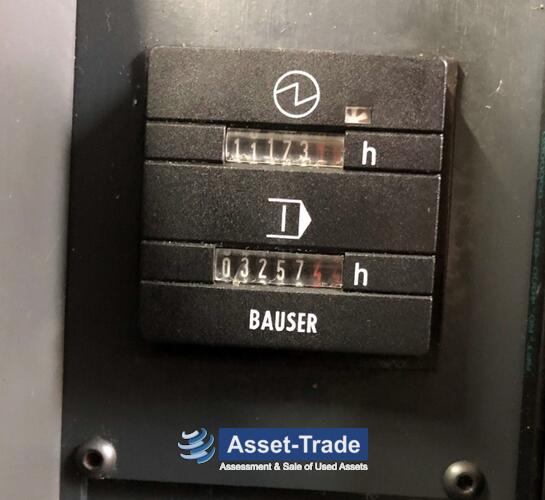 11173 h
03257 h
BAUSER
Asset-Trade
Assessment & Sale of Used Assets